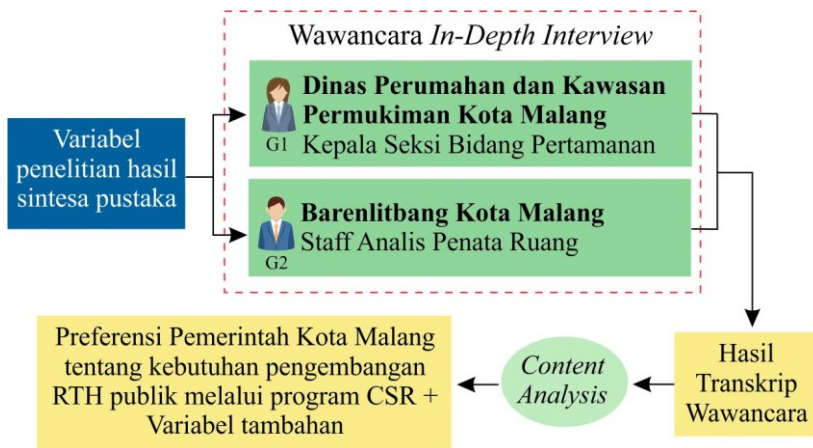 Wawancara In-Depth Interview
Variabel
penelitian hasil
sintesa pustaka
G1
Dinas Perumahan dan Kawasan
Permukiman Kota Malang
Kepala Seksi Bidang Pertamanan
G2
Barenlitbang Kota Malang
Staff Analis Penata Ruang
Hasil
Transkrip
Wawancara
Content
Analysis
Preferensi Pemerintah Kota Malang
tentang kebutuhan pengembangan
RTH publik melalui program CSR +
Variabel tambahan